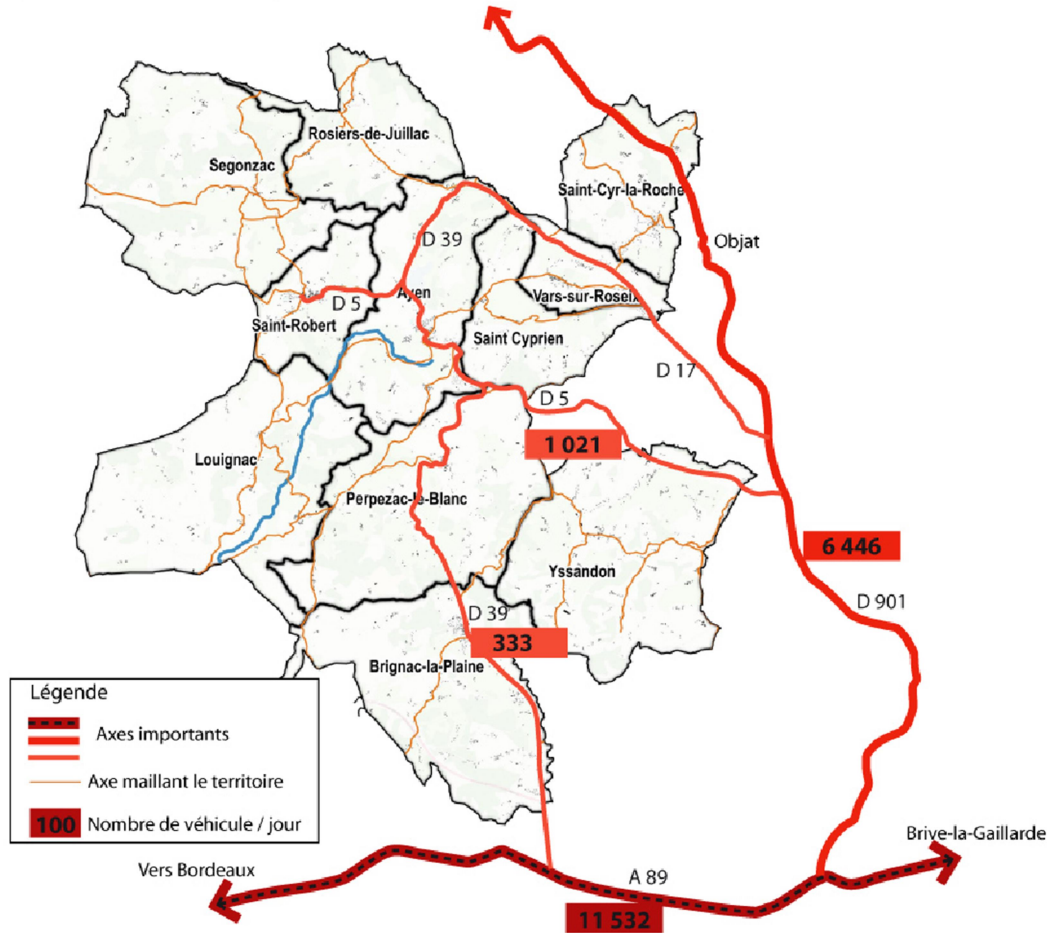 Rosiers-de-Juillac
Segonzac
Saint-Cyr-la-Roche
Objat
D 39
Ayen
Vars-sur-Roseix
D 5
Saint-Robert
Saint Cyprien
D 17
D 5
1 021
Louignac
Perpezac-le-Blanc
6 446
Yssandon
D 901
D 39
333
Brignac-la-Plaine
Légende
Axes importants
Axe maillant le territoire
100 Nombre de véhicule / jour
Brive-la-Gaillarde
Vers Bordeaux
A 89
11 532